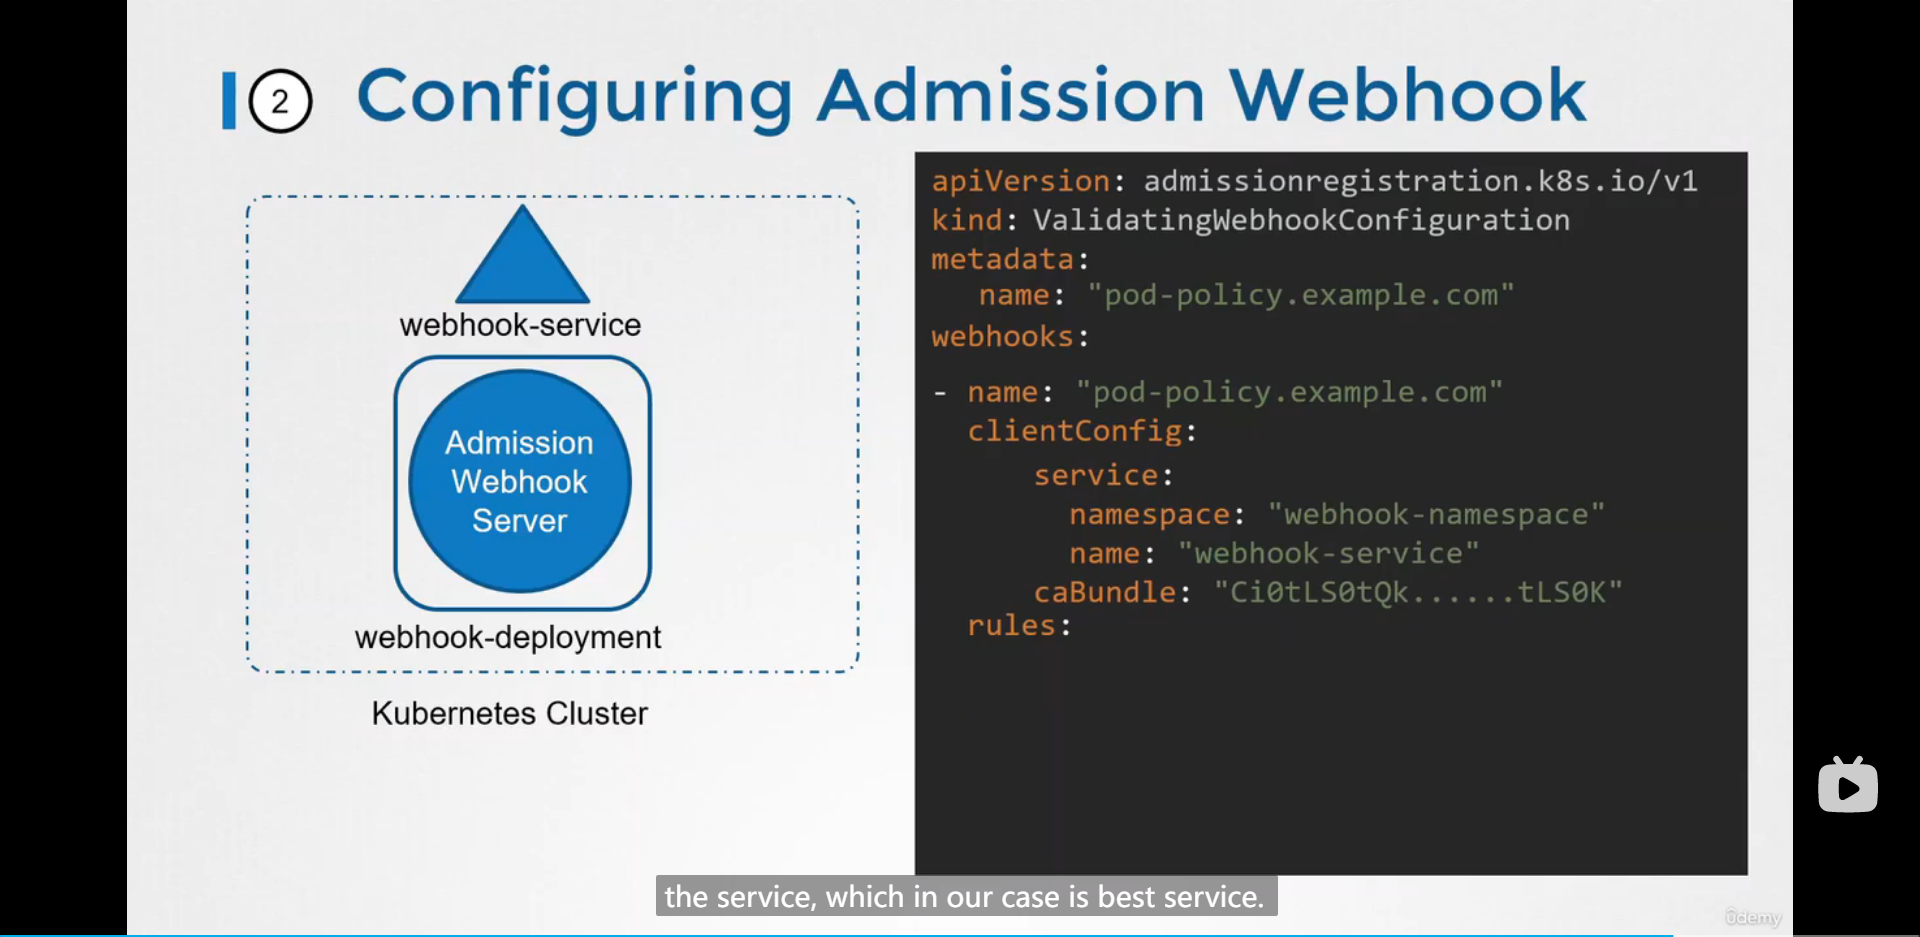 2 Configuring Admission Webhook
webhook-service
Admission
Webhook
Server
webhook-deployment
Kubernetes Cluster
apiVersion: admissionregistration.k8s.io/v1
kind: ValidatingWebhookConfiguration
metadata:
name: "pod-policy.example.com"
webhooks:
- name: "pod-policy.example.com"
clientConfig:
service:
namespace: "webhook-namespace"
name: "webhook-service"
caBundle: "Ci0tLS0tQk......tLS0K"
rules:
the service, which in our case is best service.
ûdemy